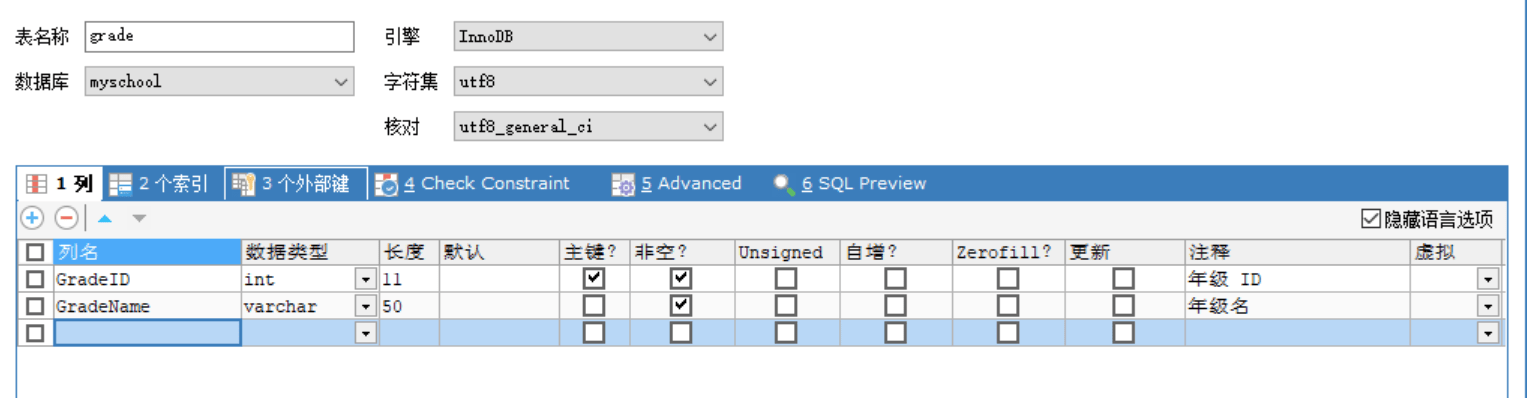 表名称 grade 引擎 InnoDB
数据库 myschool 字符集 utf8
核对 utf8_general_ci
1 列 2 个索引 3 个外部键 4 Check Constraint 5 Advanced 6 SQL Preview
隐藏语言选项
列名 数据类型 长度 默认 主键? 非空? Unsigned 自增? Zerofill? 更新 注释 虚拟
GradeID int 11 年级 ID
GradeName varchar 50 年级名